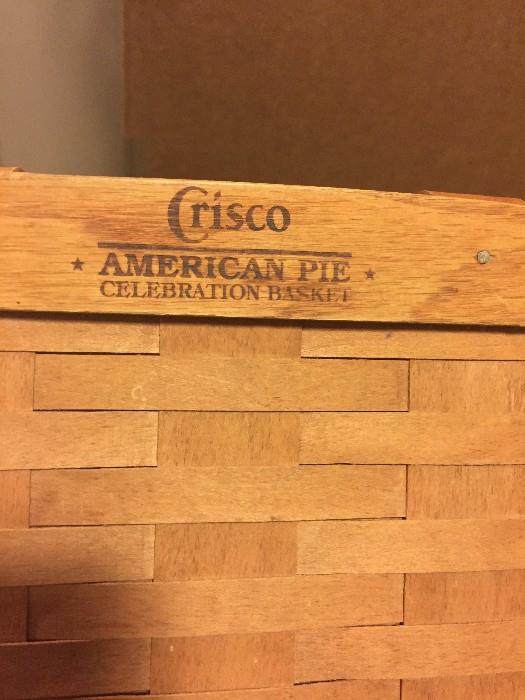 Crisco
★ AMERICAN PIE ★
CELEBRATION BASKET